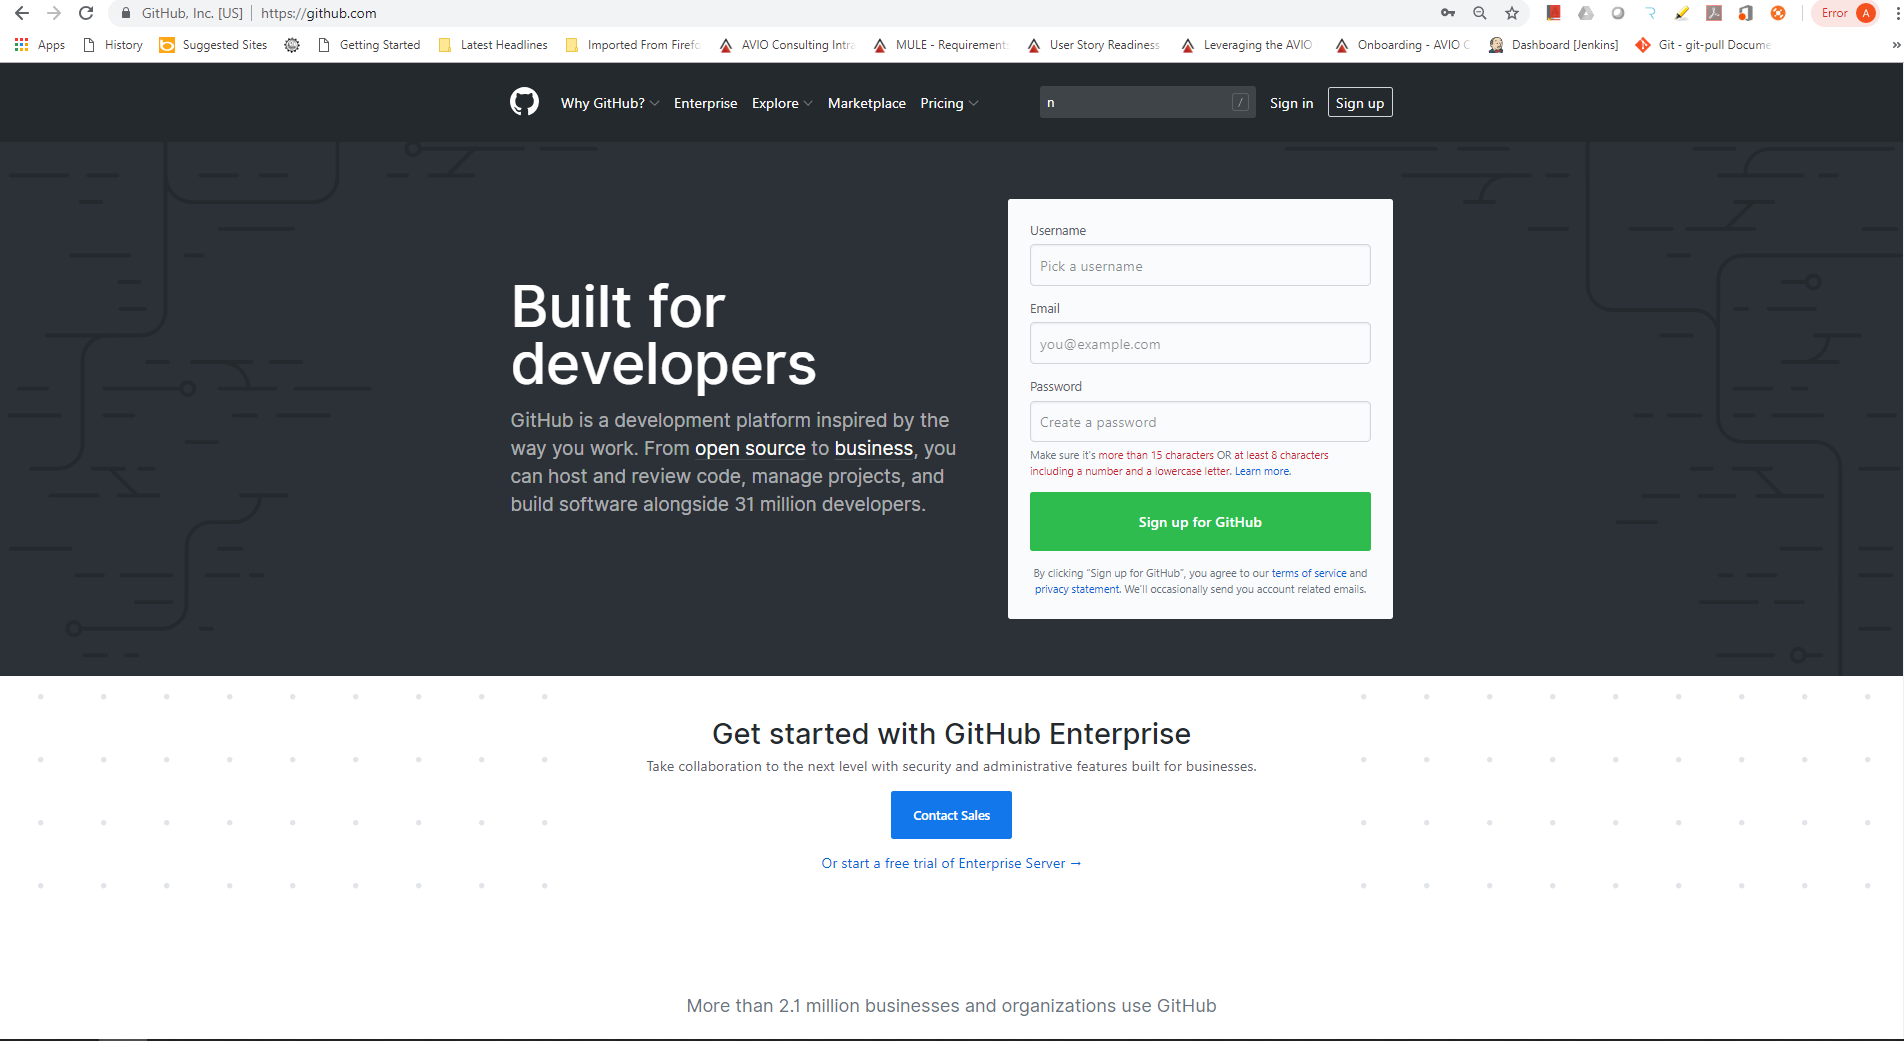 GitHub, Inc. [US] | https://github.com
Error A
Apps History Suggested Sites Getting Started Latest Headlines Imported From Firefo AVIO Consulting Intra MULE - Requirements User Story Readiness Leveraging the AVIO Onboarding - AVIO C Dashboard [Jenkins] Git - git-pull Docume »
Why GitHub? Enterprise Explore Marketplace Pricing n / Sign in Sign up
Built for
developers
GitHub is a development platform inspired by the
way you work. From open source to business, you
can host and review code, manage projects, and
build software alongside 31 million developers.
Username
Pick a username
Email
you@example.com
Password
Create a password
Make sure it's more than 15 characters OR at least 8 characters
including a number and a lowercase letter. Learn more.
Sign up for GitHub
By clicking “Sign up for GitHub”, you agree to our terms of service and
privacy statement. We'll occasionally send you account related emails.
Get started with GitHub Enterprise
Take collaboration to the next level with security and administrative features built for businesses.
Contact Sales
Or start a free trial of Enterprise Server →
More than 2.1 million businesses and organizations use GitHub